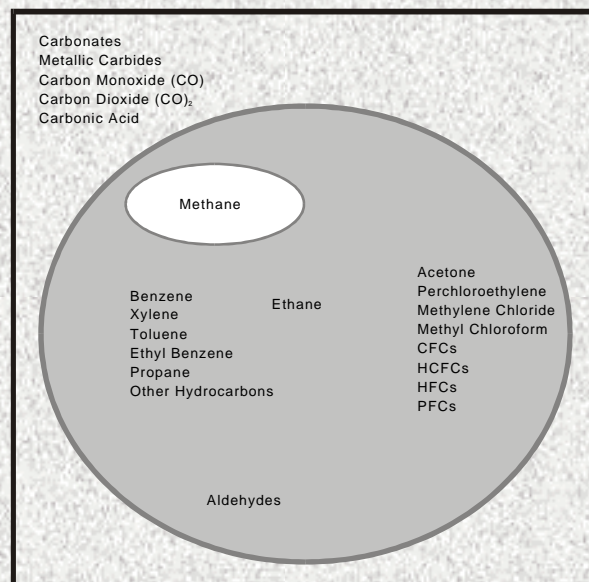 Carbonates
Metallic Carbides
Carbon Monoxide (CO)
Carbon Dioxide (CO)₂
Carbonic Acid
Methane
Benzene
Xylene
Toluene
Ethyl Benzene
Propane
Other Hydrocarbons
Ethane
Acetone
Perchloroethylene
Methylene Chloride
Methyl Chloroform
CFCs
HCFCs
HFCs
PFCs
Aldehydes